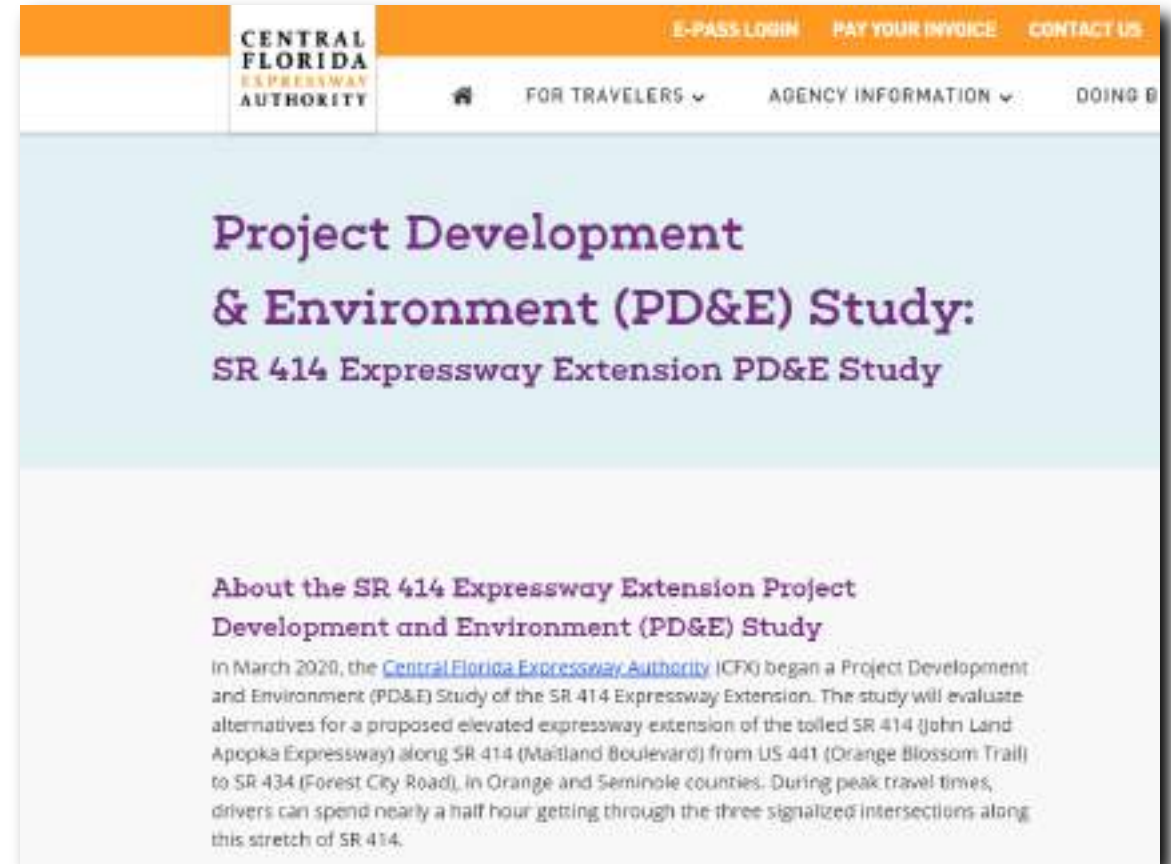 E-PASS LOGIN PAY YOUR INVOICE CONTACT US
CENTRAL
FLORIDA
EXPRESSWAY
AUTHORITY
FOR TRAVELERS AGENCY INFORMATION DOING B
Project Development
& Environment (PD&E) Study:
SR 414 Expressway Extension PD&E Study
About the SR 414 Expressway Extension Project
Development and Environment (PD&E) Study
In March 2020, the Central Florida Expressway Authority (CFX) began a Project Development
and Environment (PD&E) Study of the SR 414 Expressway Extension. The study will evaluate
alternatives for a proposed elevated expressway extension of the tolled SR 414 (John Land
Apopka Expressway) along SR 414 (Maitland Boulevard) from US 441 (Orange Blossom Trail)
to SR 434 (Forest City Road), in Orange and Seminole counties. During peak travel times,
drivers can spend nearly a half hour getting through the three signalized intersections along
this stretch of SR 414.